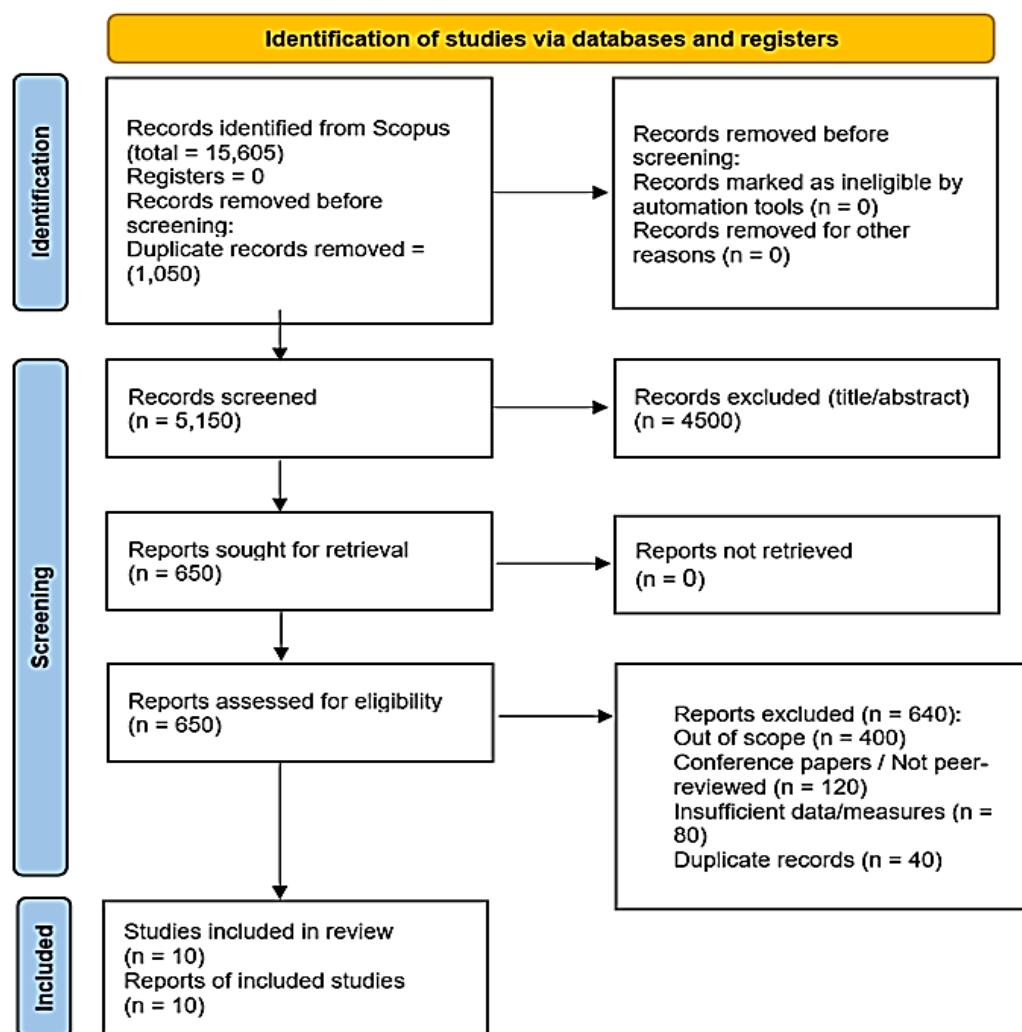 Identification of studies via databases and registers
Identification
Records identified from Scopus
(total = 15,605)
Registers = 0
Records removed before
screening:
Duplicate records removed =
(1,050)
Records removed before
screening:
Records marked as ineligible by
automation tools (n = 0)
Records removed for other
reasons (n = 0)
Screening
Records screened
(n = 5,150)
Records excluded (title/abstract)
(n = 4500)
Reports sought for retrieval
(n = 650)
Reports not retrieved
(n = 0)
Reports assessed for eligibility
(n = 650)
Reports excluded (n = 640):
Out of scope (n = 400)
Conference papers / Not peer-
reviewed (n = 120)
Insufficient data/measures (n =
80)
Duplicate records (n = 40)
Included
Studies included in review
(n = 10)
Reports of included studies
(n = 10)